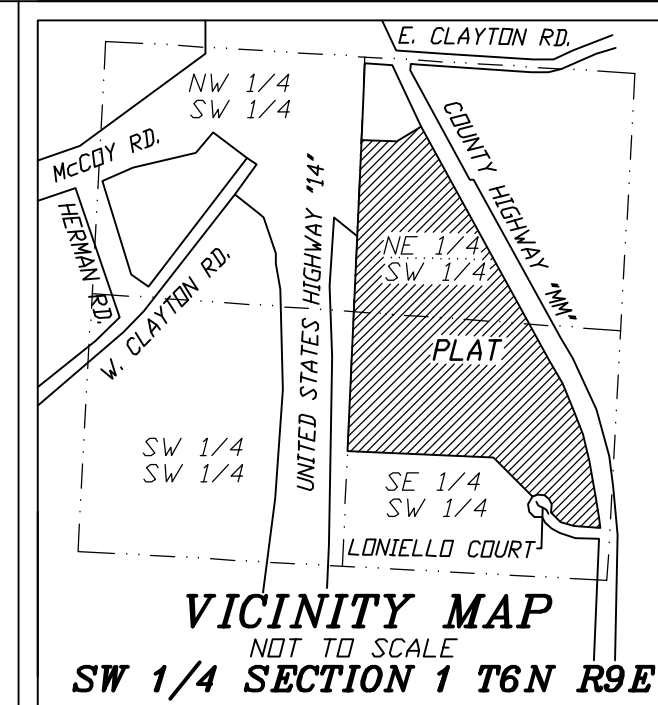 E. CLAYTON RD.
NW 1/4
SW 1/4
McCOY RD.
COUNTY HIGHWAY "MM"
HERMAN RD.
UNITED STATES HIGHWAY "14"
NE 1/4
SW 1/4
W. CLAYTON RD.
PLAT
SW 1/4
SW 1/4
SE 1/4
SW 1/4
LONIELLO COURT
VICINITY MAP
NOT TO SCALE
SW 1/4 SECTION 1 T6N R9E